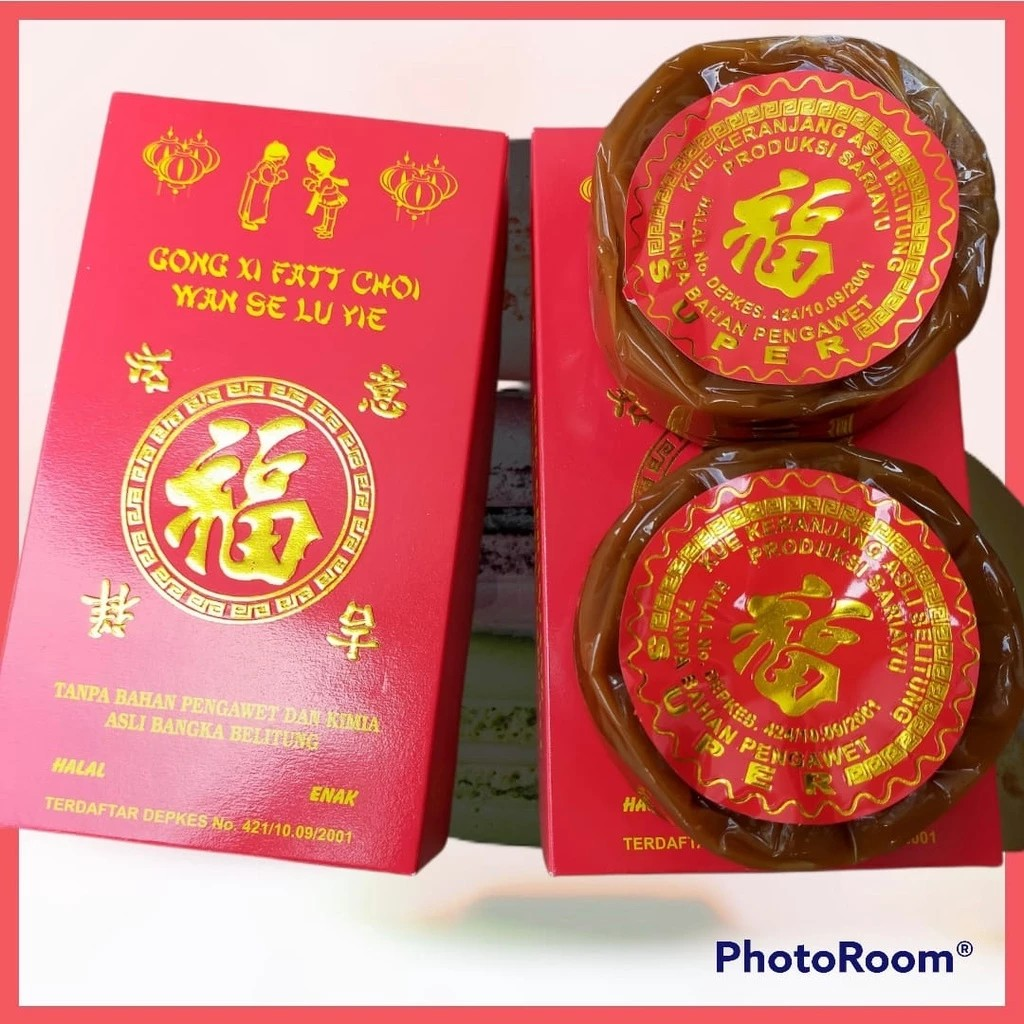 GONG XI FATT CHOI
WAN SE LU YIE
如 意
福
祥 吉
TANPA BAHAN PENGAWET DAN KIMIA
ASLI BANGKA BELITUNG
HALAL
ENAK
TERDAFTAR DEPKES No. 421/10.09/2001
KUE KERANJANG ASLI BELITUNG
PRODUKSI SARIAYU
福
HALAL No. DEPKES. 424/10.09/2001
TANPA BAHAN PENGAWET
SUPER
KUE KERANJANG ASLI BELITUNG
PRODUKSI SARIAYU
福
HALAL No. DEPKES 424/10.09/2001
TANPA BAHAN PENGAWET
SUPER
PhotoRoom®